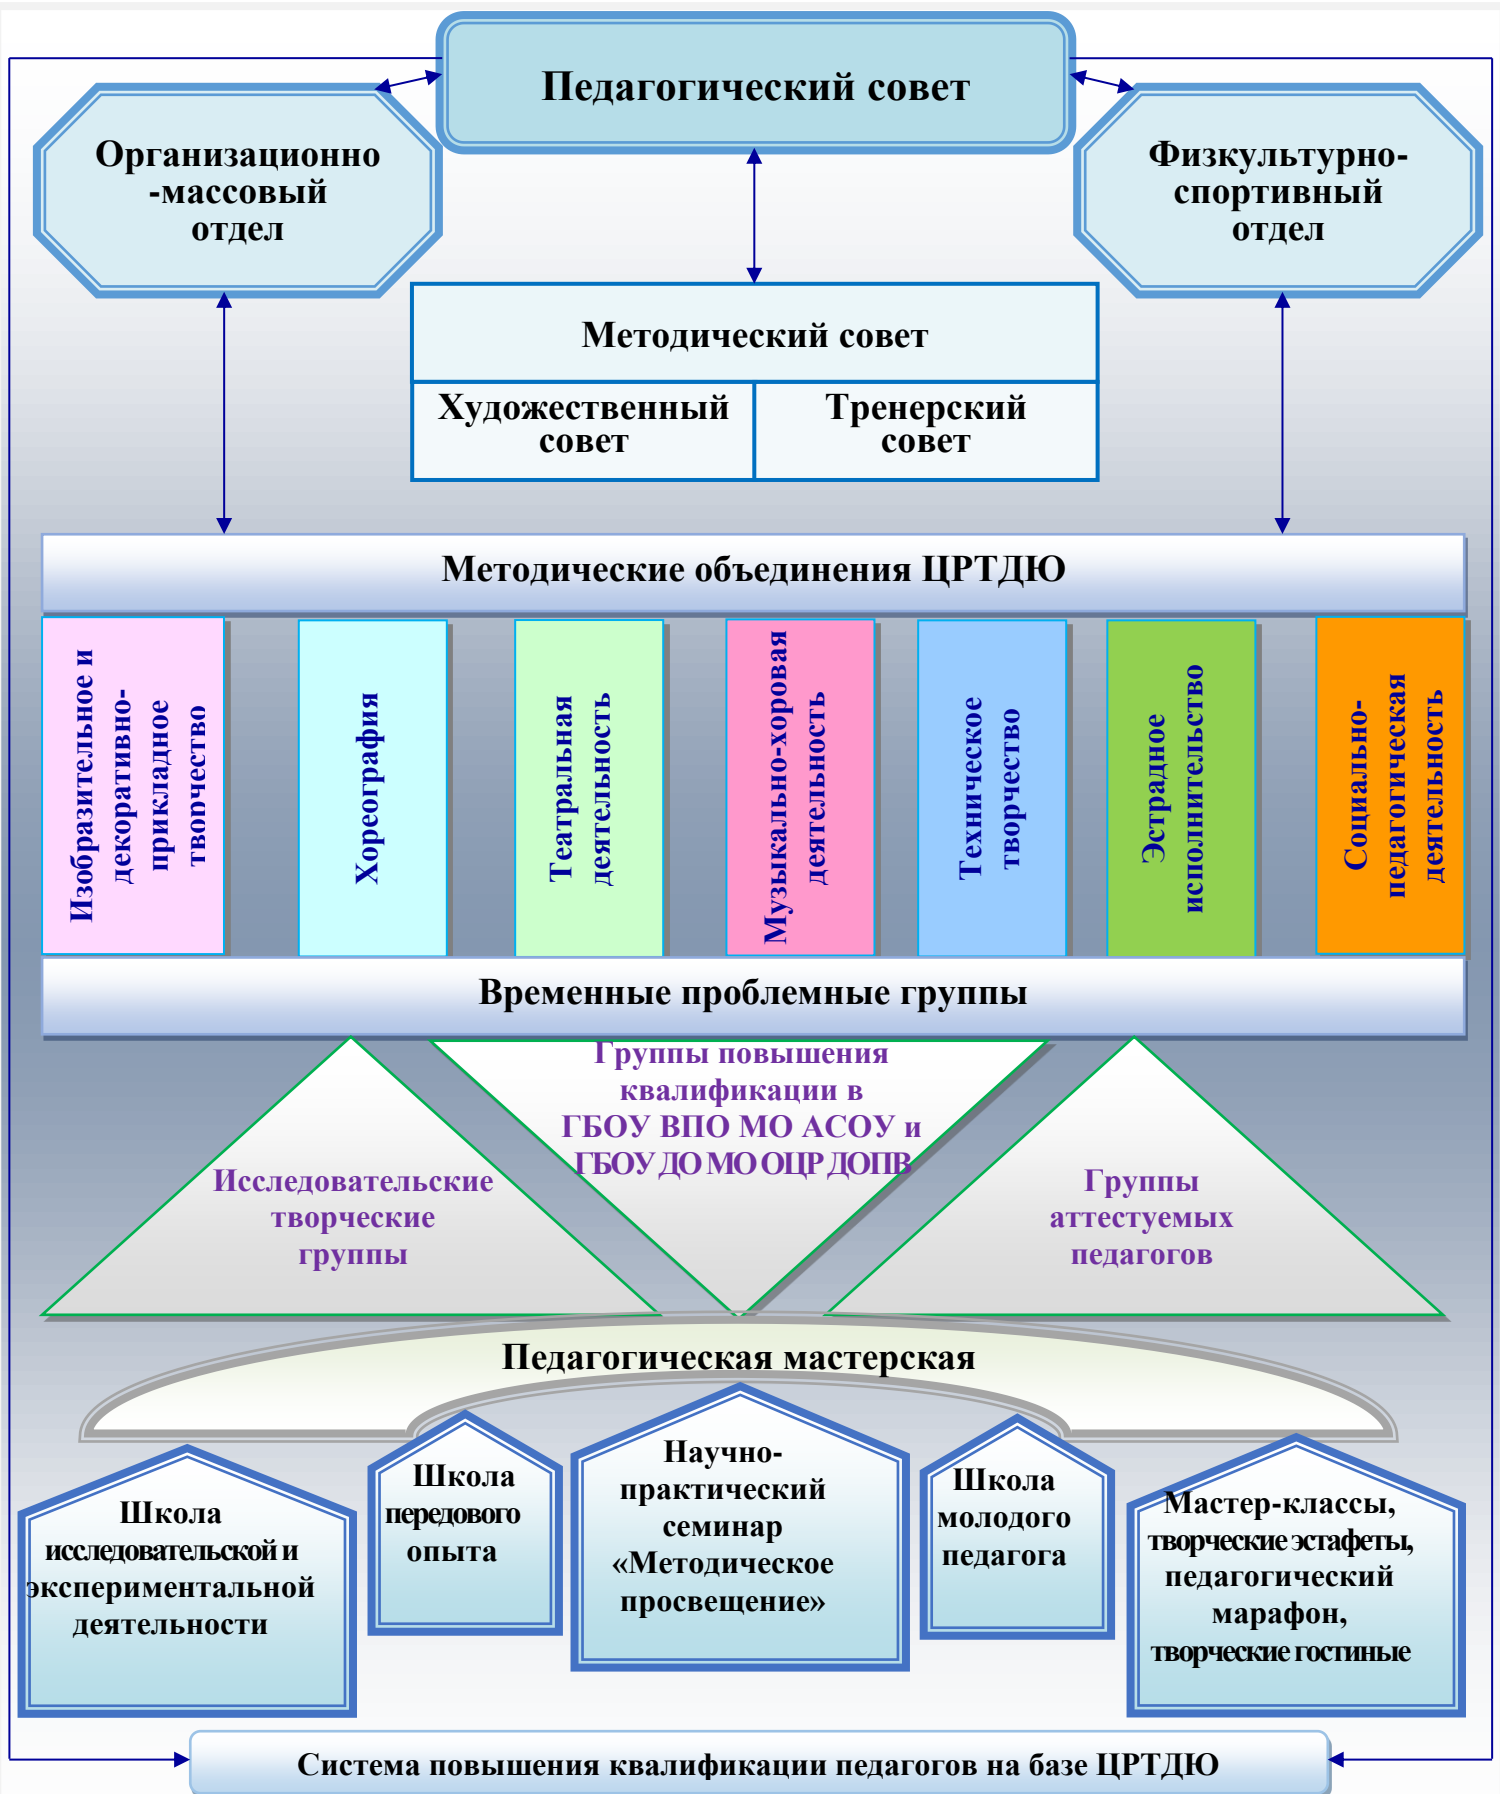 Педагогический совет
Организационно
-массовый
отдел
Физкультурно-
спортивный
отдел
Методический совет
Художественный
совет
Тренерский
совет
Методические объединения ЦРТДЮ
Изобразительное и
декоративно-
прикладное
творчество
Хореография
Театральная
деятельность
Музыкально-хоровая
деятельность
Техническое
творчество
Эстрадное
исполнительство
Социально-
педагогическая
деятельность
Временные проблемные группы
Группы повышения
квалификации в
ГБОУ ВПО МО АСОУ и
ГБОУ ДО МО ОЦР ДОПВ
Исследовательские
творческие
группы
Группы
аттестуемых
педагогов
Педагогическая мастерская
Школа
исследовательской и
экспериментальной
деятельности
Школа
передового
опыта
Научно-
практический
семинар
«Методическое
просвещение»
Школа
молодого
педагога
Мастер-классы,
творческие эстафеты,
педагогический
марафон,
творческие гостиные
Система повышения квалификации педагогов на базе ЦРТДЮ